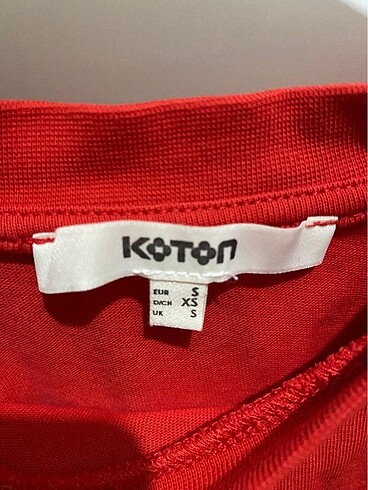 KOTON
EUR S
D/CH XS
UK S